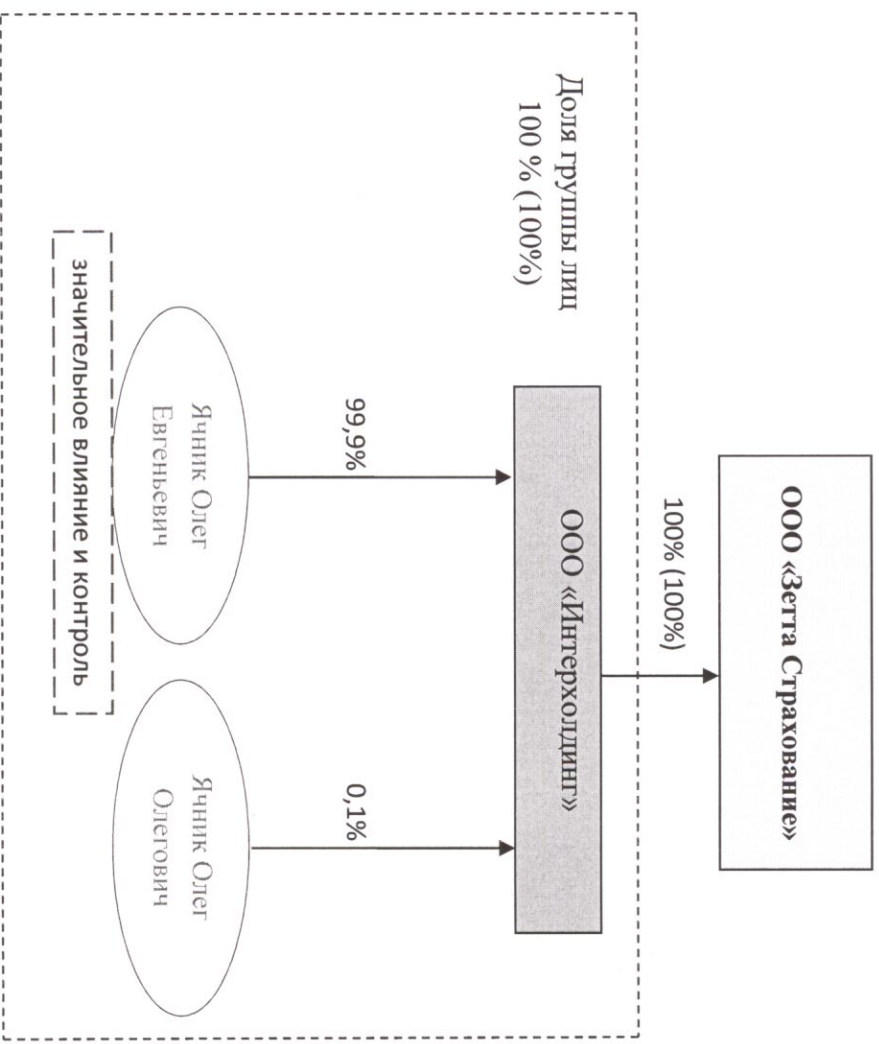 ООО «Зетта Страхование»
100% (100%)
Доля группы лиц
100 % (100%)
ООО «Интерхолдинг»
99,9%
0,1%
Ячник Олег
Евгеньевич
Ячник Олег
Олегович
значительное влияние и контроль